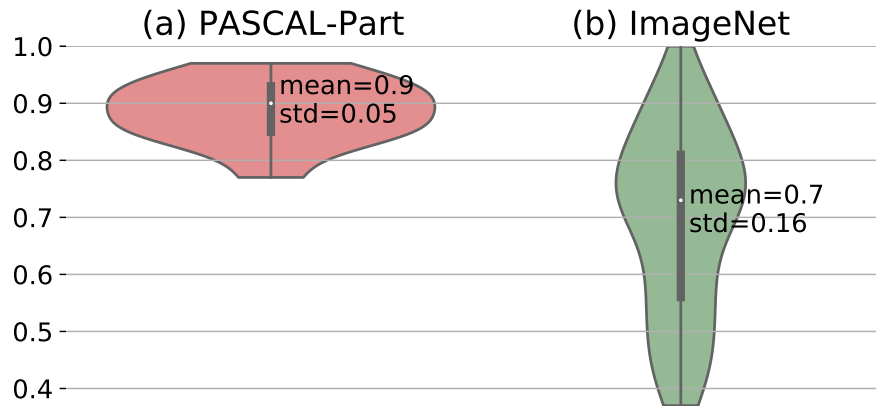 (a) PASCAL-Part
(b) ImageNet
1.0
0.9
0.8
0.7
0.6
0.5
0.4
mean=0.9
std=0.05
mean=0.7
std=0.16